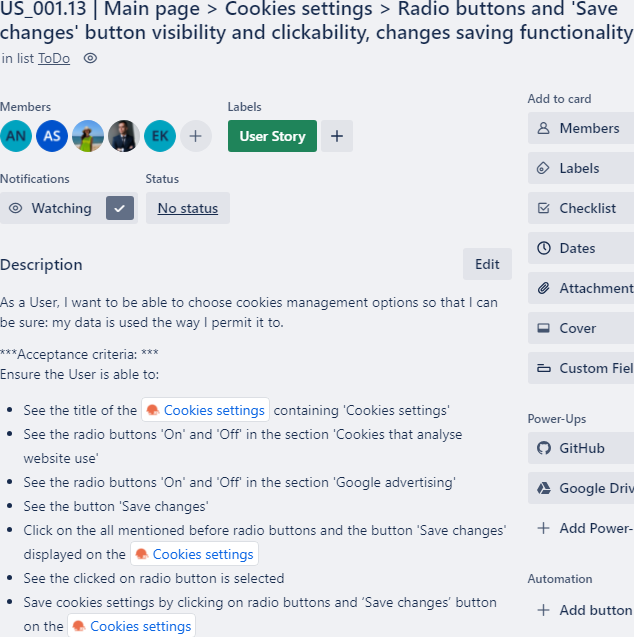 US_001.13 | Main page > Cookies settings > Radio buttons and 'Save
changes' button visibility and clickability, changes saving functionality
in list ToDo
Members
AN AS EK
Labels
User Story
Notifications
Watching
Status
No status
Description
Edit
As a User, I want to be able to choose cookies management options so that I can
be sure: my data is used the way I permit it to.
***Acceptance criteria: ***
Ensure the User is able to:
• See the title of the Cookies settings containing 'Cookies settings'
• See the radio buttons 'On' and 'Off' in the section 'Cookies that analyse
website use'
• See the radio buttons 'On' and 'Off' in the section 'Google advertising'
• See the button 'Save changes'
• Click on the all mentioned before radio buttons and the button 'Save changes'
displayed on the Cookies settings
• See the clicked on radio button is selected
• Save cookies settings by clicking on radio buttons and ‘Save changes’ button
on the Cookies settings
Add to card
Members
Labels
Checklist
Dates
Attachment
Cover
Custom Fiel
Power-Ups
GitHub
Google Driv
Add Power-
Automation
Add button